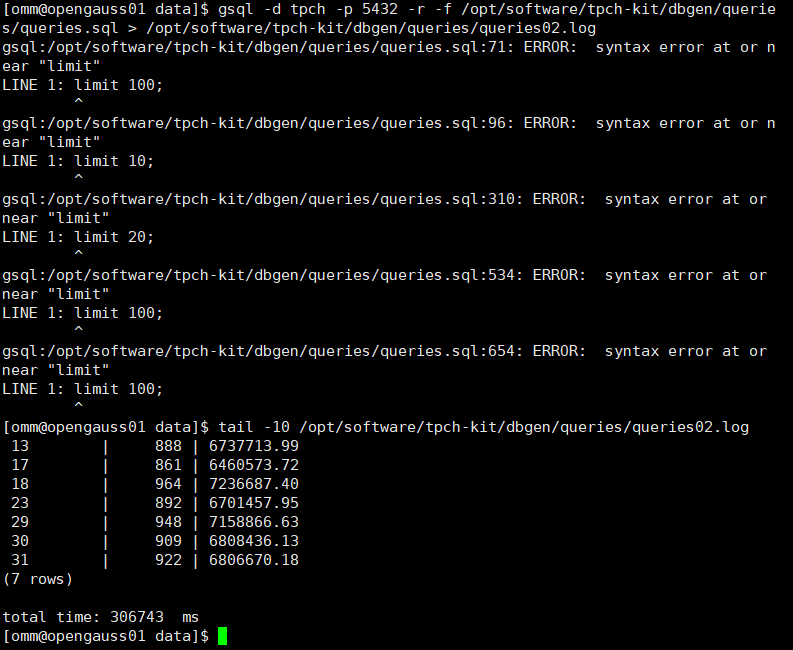 [omm@opengauss01 data]$ gsql -d tpch -p 5432 -r -f /opt/software/tpch-kit/dbgen/querie
s/queries.sql > /opt/software/tpch-kit/dbgen/queries/queries02.log
gsql:/opt/software/tpch-kit/dbgen/queries/queries.sql:71: ERROR:  syntax error at or n
ear "limit"
LINE 1: limit 100;
        ^
gsql:/opt/software/tpch-kit/dbgen/queries/queries.sql:96: ERROR:  syntax error at or n
ear "limit"
LINE 1: limit 10;
        ^
gsql:/opt/software/tpch-kit/dbgen/queries/queries.sql:310: ERROR:  syntax error at or 
near "limit"
LINE 1: limit 20;
        ^
gsql:/opt/software/tpch-kit/dbgen/queries/queries.sql:534: ERROR:  syntax error at or 
near "limit"
LINE 1: limit 100;
        ^
gsql:/opt/software/tpch-kit/dbgen/queries/queries.sql:654: ERROR:  syntax error at or 
near "limit"
LINE 1: limit 100;
        ^
[omm@opengauss01 data]$ tail -10 /opt/software/tpch-kit/dbgen/queries/queries02.log
 13        |     888 | 6737713.99
 17        |     861 | 6460573.72
 18        |     964 | 7236687.40
 23        |     892 | 6701457.95
 29        |     948 | 7158866.63
 30        |     909 | 6808436.13
 31        |     922 | 6806670.18
(7 rows)

total time: 306743  ms
[omm@opengauss01 data]$